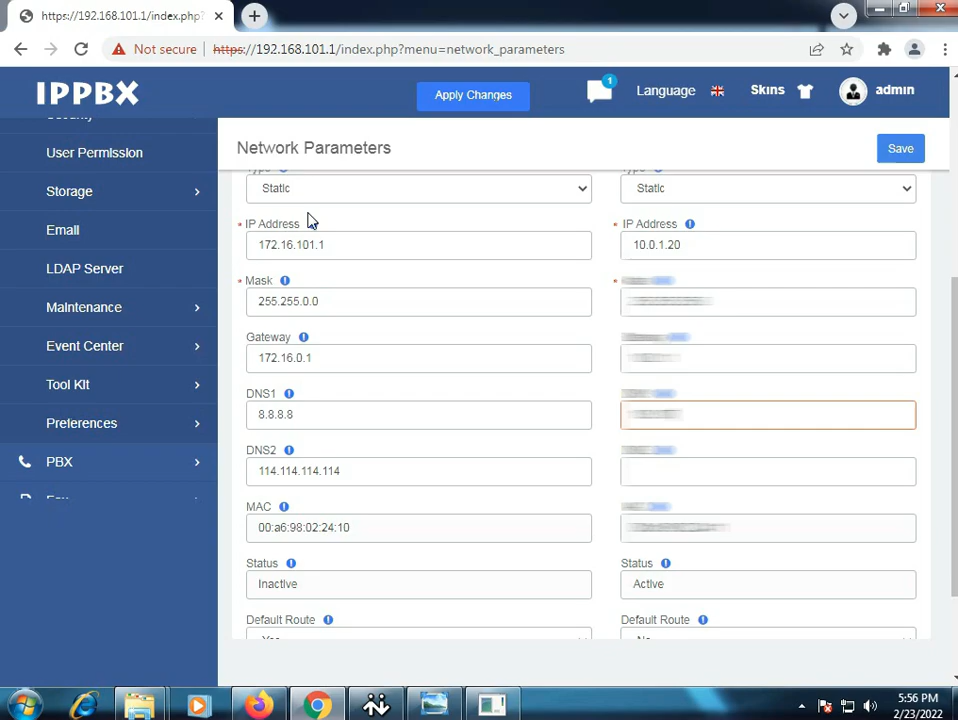 https://192.168.101.1/index.php?
Not secure
https://192.168.101.1/index.php?menu=network_parameters
IPPBX
Apply Changes
1
Language
Skins
admin
Security
User Permission
Storage
Email
LDAP Server
Maintenance
Event Center
Tool Kit
Preferences
PBX
Network Parameters
Save
Type
Type
Static
Static
* IP Address
* IP Address
172.16.101.1
10.0.1.20
* Mask
*
255.255.0.0
Gateway
172.16.0.1
DNS1
8.8.8.8
DNS2
114.114.114.114
MAC
00:a6:98:02:24:10
Status
Status
Inactive
Active
Default Route
Default Route
Yes
No
5:56 PM
2/23/2022